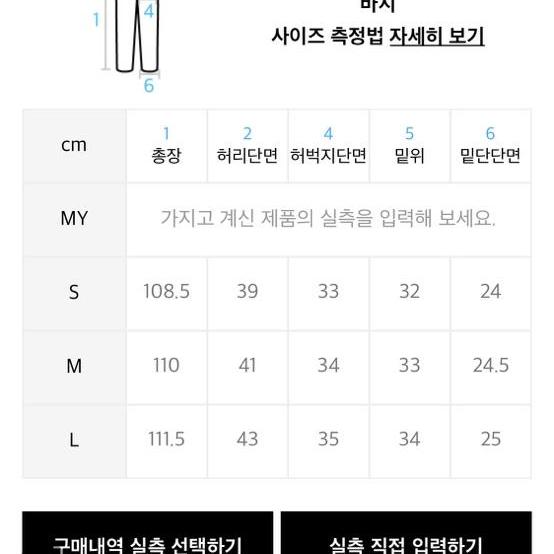 바지
사이즈 측정법 자세히 보기
1
4
6
cm
1 2 4 5 6
총장 허리단면 허벅지단면 밑위 밑단단면
MY 가지고 계신 제품의 실측을 입력해 보세요.
S 108.5 39 33 32 24
M 110 41 34 33 24.5
L 111.5 43 35 34 25
구매내역 실측 선택하기 실측 직접 입력하기